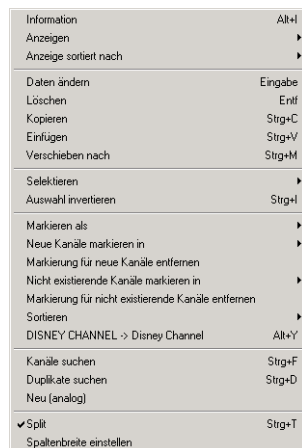 Information Alt+I
Anzeigen
Anzeige sortiert nach
Daten ändern Eingabe
Löschen Entf
Kopieren Strg+C
Einfügen Strg+V
Verschieben nach Strg+M
Selektieren
Auswahl invertieren Strg+I
Markieren als
Neue Kanäle markieren in
Markierung für neue Kanäle entfernen
Nicht existierende Kanäle markieren in
Markierung für nicht existierende Kanäle entfernen
Sortieren
DISNEY CHANNEL -> Disney Channel Alt+Y
Kanäle suchen Strg+F
Duplikate suchen Strg+D
Neu (analog)
Split Strg+T
Spaltenbreite einstellen